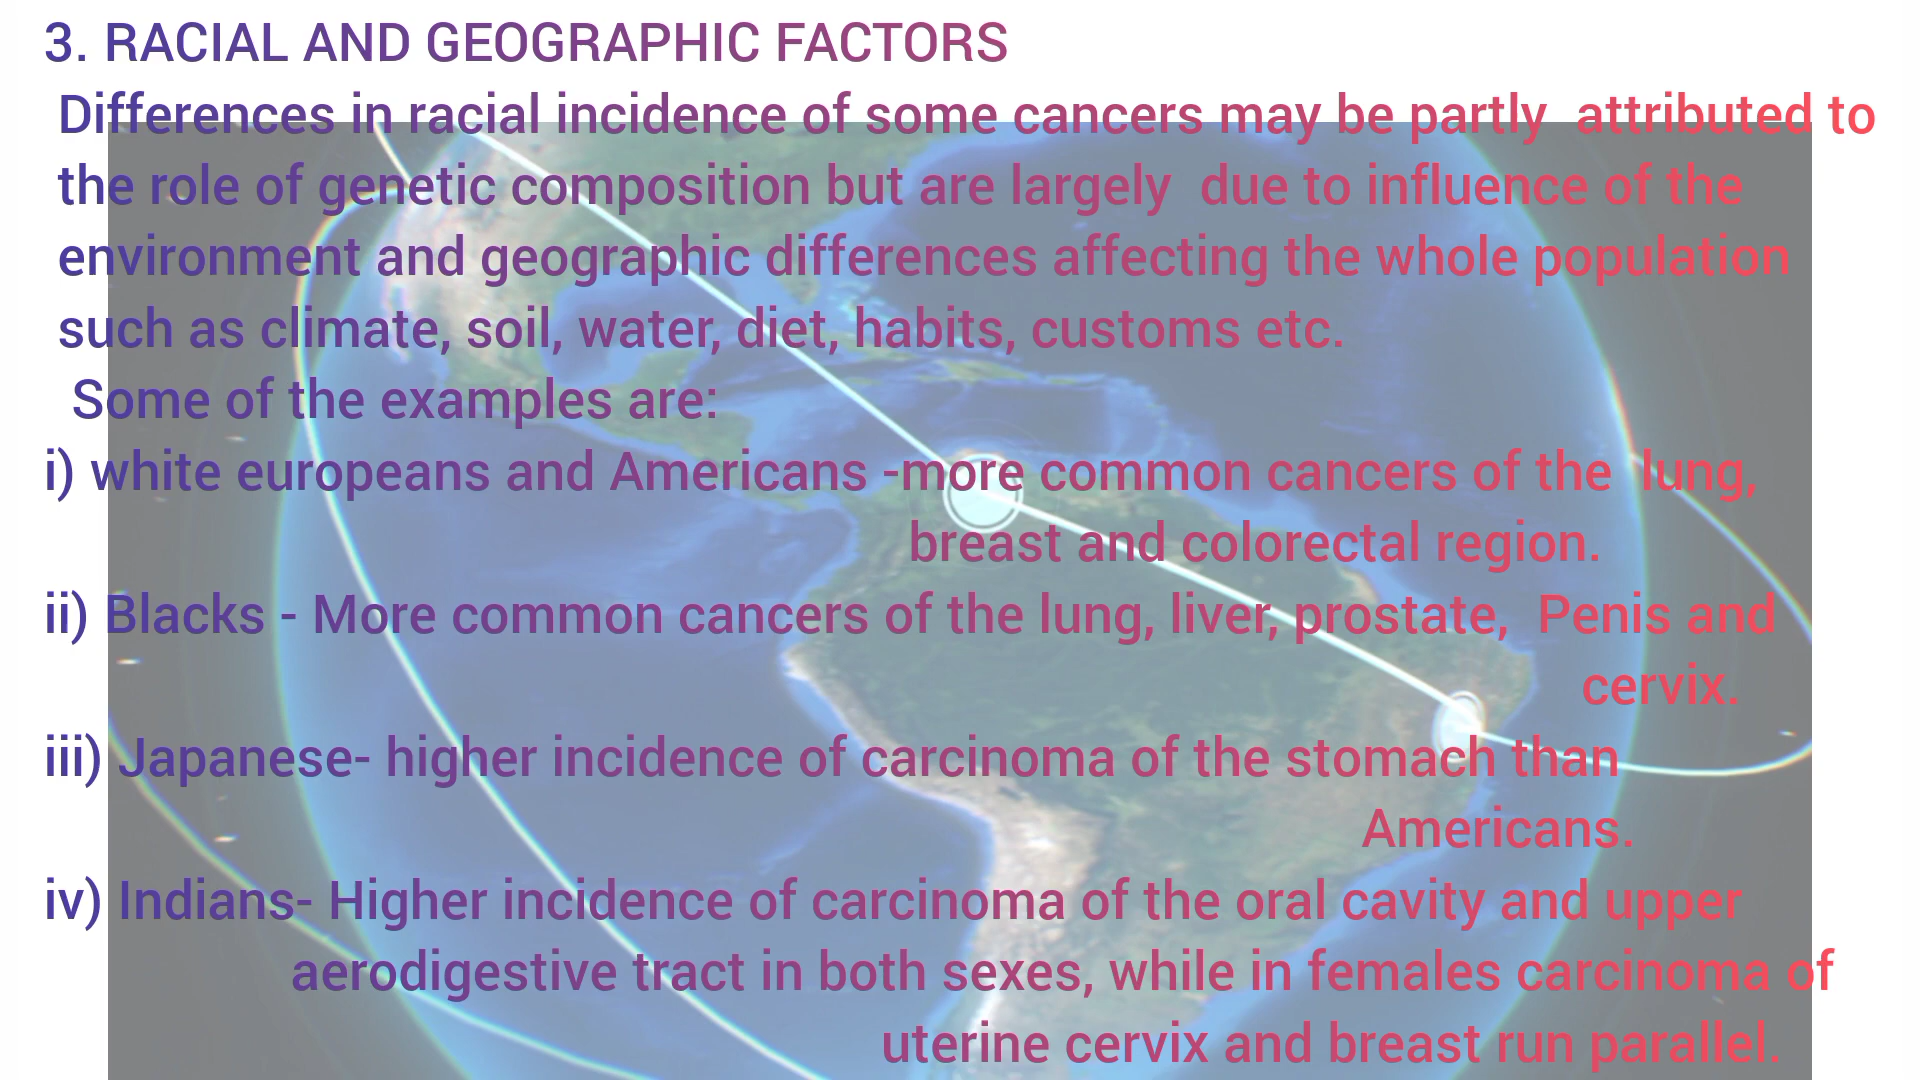 3. RACIAL AND GEOGRAPHIC FACTORS
Differences in racial incidence of some cancers may be partly attributed to
the role of genetic composition but are largely due to influence of the
environment and geographic differences affecting the whole population
such as climate, soil, water, diet, habits, customs etc.
Some of the examples are:
i) white europeans and Americans -more common cancers of the lung,
breast and colorectal region.
ii) Blacks - More common cancers of the lung, liver, prostate, Penis and
cervix.
iii) Japanese- higher incidence of carcinoma of the stomach than
Americans.
iv) Indians- Higher incidence of carcinoma of the oral cavity and upper
aerodigestive tract in both sexes, while in females carcinoma of
uterine cervix and breast run parallel.